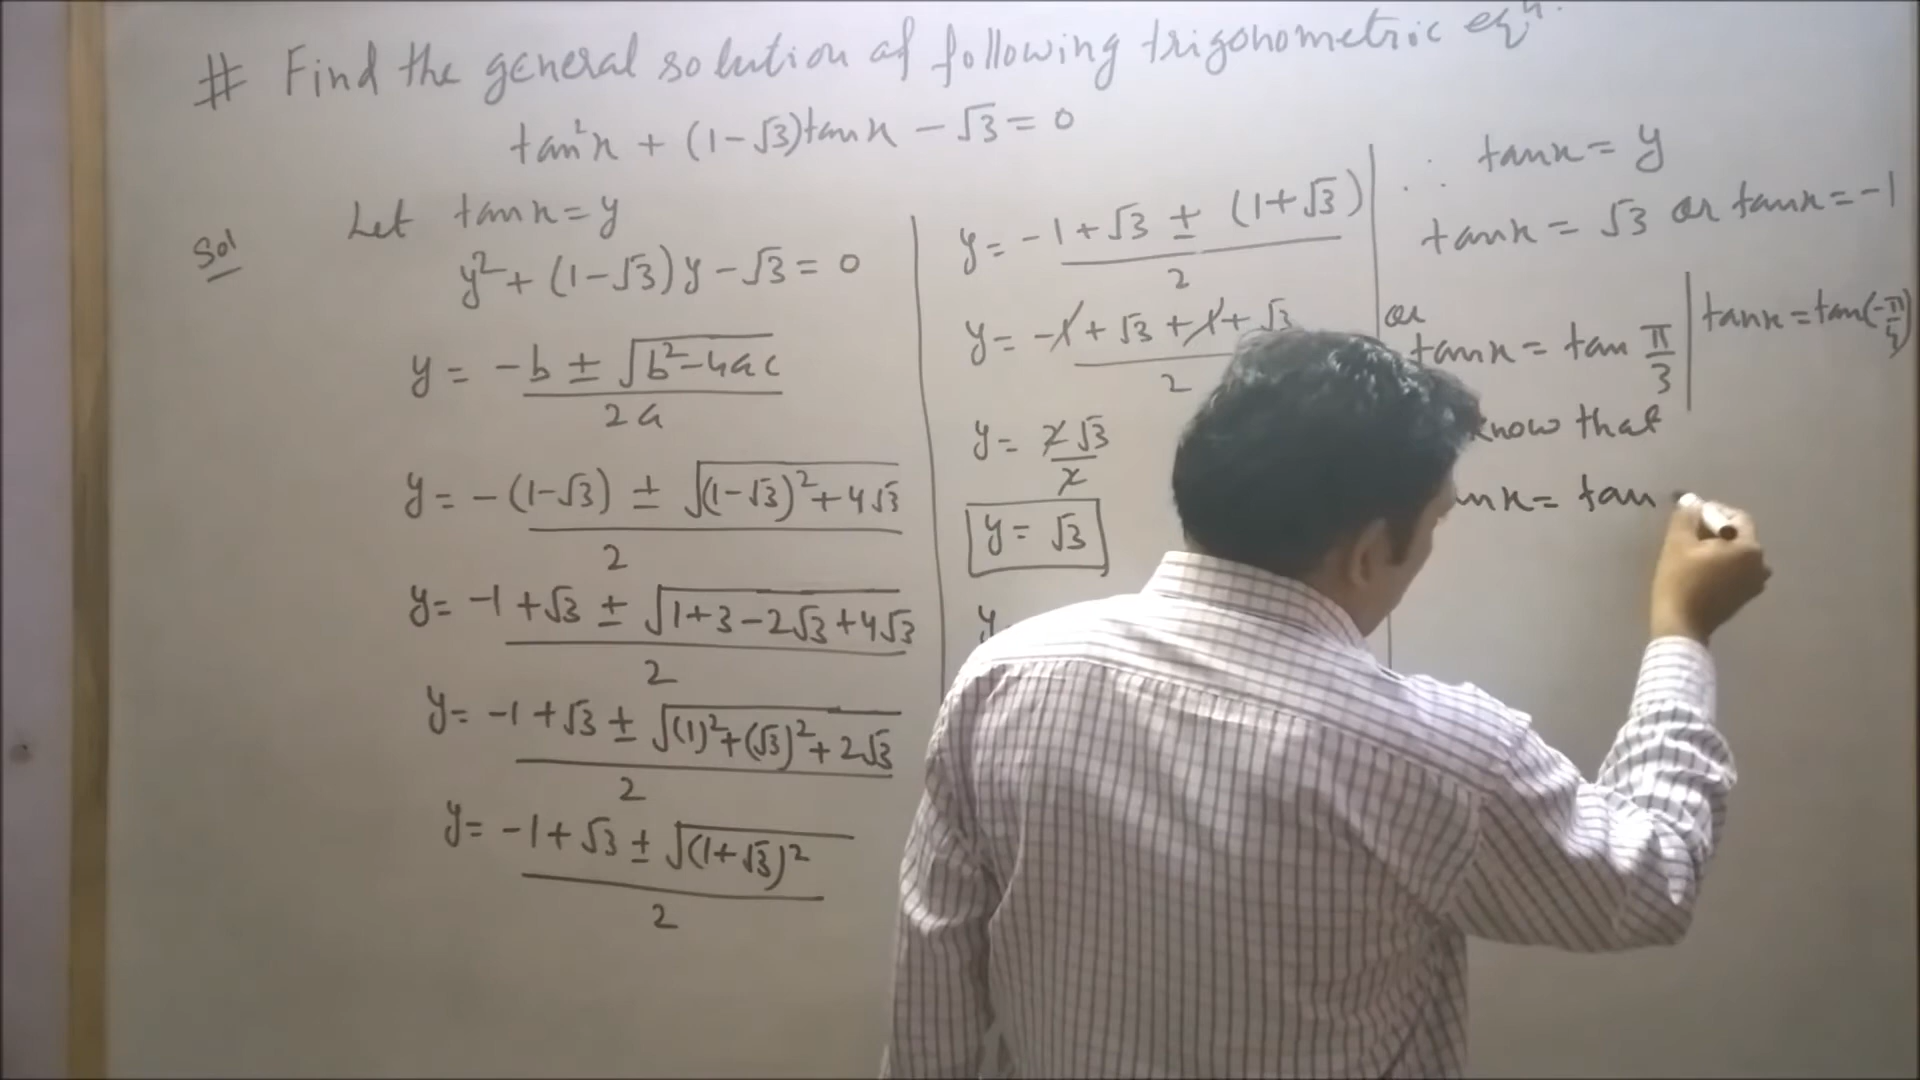 # Find the general solution of following trigonometric eqⁿ.
tan²x + (1-√3)tanx - √3 = 0
Sol
Let tanx = y
y² + (1-√3)y - √3 = 0
y = -b ± √b²-4ac
2a
y = -(1-√3) ± √(1-√3)²+4√3
2
y = -1+√3 ± √1+3-2√3+4√3
2
y = -1+√3 ± √(1)²+(√3)²+2√3
2
y = -1+√3 ± √(1+√3)²
2
y = -1+√3 ± (1+√3)
2
y = -1+√3+1+√3
2
y = 2√3
2
y = √3
y
∴ tanx = y
tanx = √3 or tanx = -1
or
tanx = tan π/3 | tanx = tan(-π/4)
know that
nx = tan